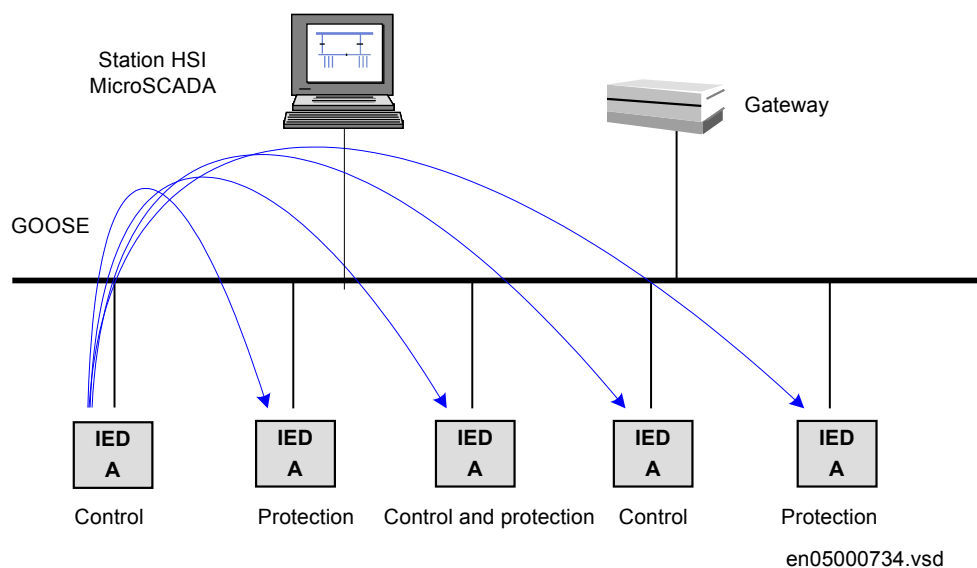 Station HSI
MicroSCADA
Gateway
GOOSE
IED
A
IED
A
IED
A
IED
A
IED
A
Control
Protection
Control and protection
Control
Protection
en05000734.vsd